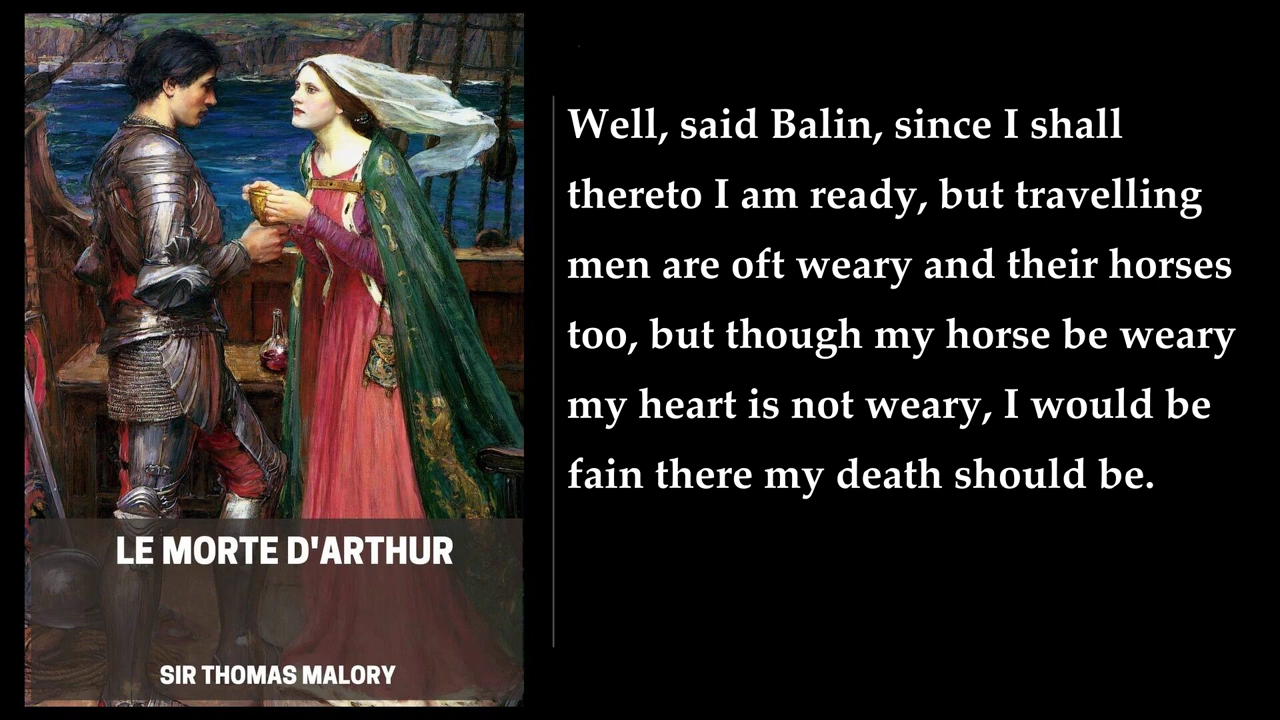 LE MORTE D'ARTHUR
SIR THOMAS MALORY
Well, said Balin, since I shall
thereto I am ready, but travelling
men are oft weary and their horses
too, but though my horse be weary
my heart is not weary, I would be
fain there my death should be.